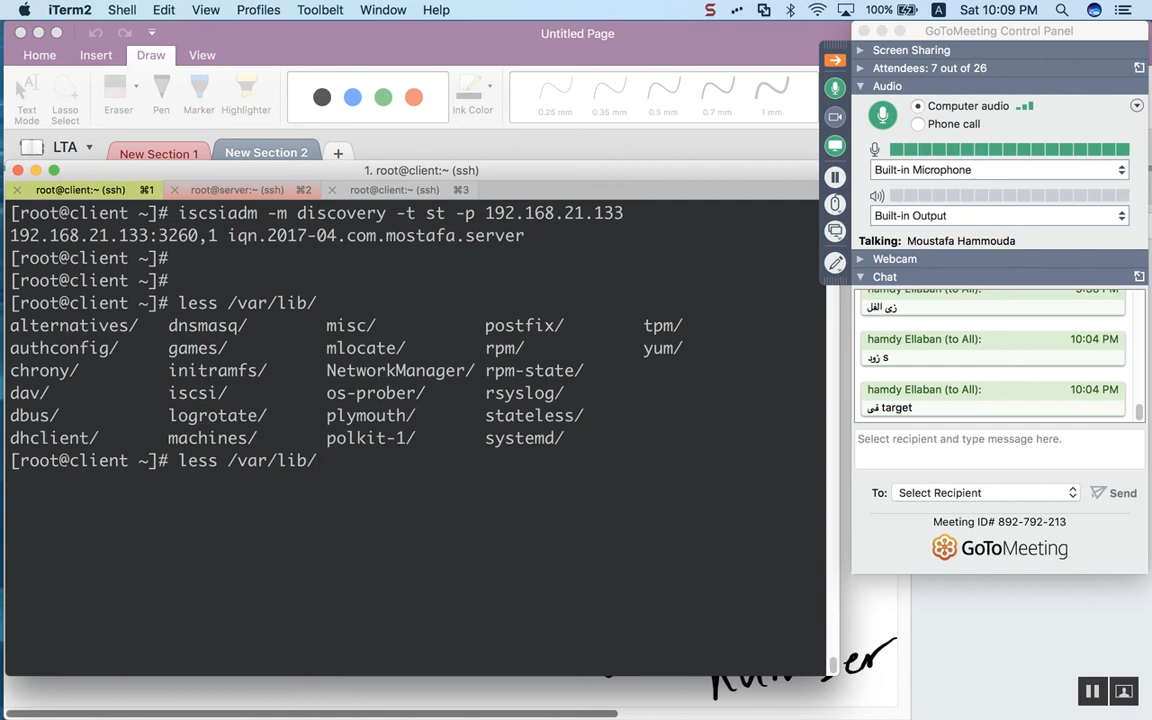 iTerm2 Shell Edit View Profiles Toolbelt Window Help 100% A Sat 10:09 PM
Untitled Page
Home Insert Draw View
Text Mode
Lasso Select
Eraser
Pen
Marker
Highlighter
Ink Color
0.25 mm 0.35 mm 0.5 mm 0.7 mm 1 mm
LTA New Section 1 New Section 2 +
1. root@client:~ (ssh)
root@client:~ (ssh) ⌘1 root@server:~ (ssh) ⌘2 root@client:~ (ssh) ⌘3
[root@client ~]# iscsiadm -m discovery -t st -p 192.168.21.133
192.168.21.133:3260,1 iqn.2017-04.com.mostafa.server
[root@client ~]#
[root@client ~]#
[root@client ~]# less /var/lib/
alternatives/ dnsmasq/ misc/ postfix/ tpm/
authconfig/ games/ mlocate/ rpm/ yum/
chrony/ initramfs/ NetworkManager/ rpm-state/
dav/ iscsi/ os-prober/ rsyslog/
dbus/ logrotate/ plymouth/ stateless/
dhclient/ machines/ polkit-1/ systemd/
[root@client ~]# less /var/lib/
GoToMeeting Control Panel
Screen Sharing
Attendees: 7 out of 26
Audio
Computer audio
Phone call
Built-in Microphone
Built-in Output
Talking: Moustafa Hammouda
Webcam
Chat
hamdy Ellaban (to All):
زى الفل
hamdy Ellaban (to All): 10:04 PM
زود s
hamdy Ellaban (to All): 10:04 PM
فى target
Select recipient and type message here.
To: Select Recipient Send
Meeting ID# 892-792-213
GoToMeeting